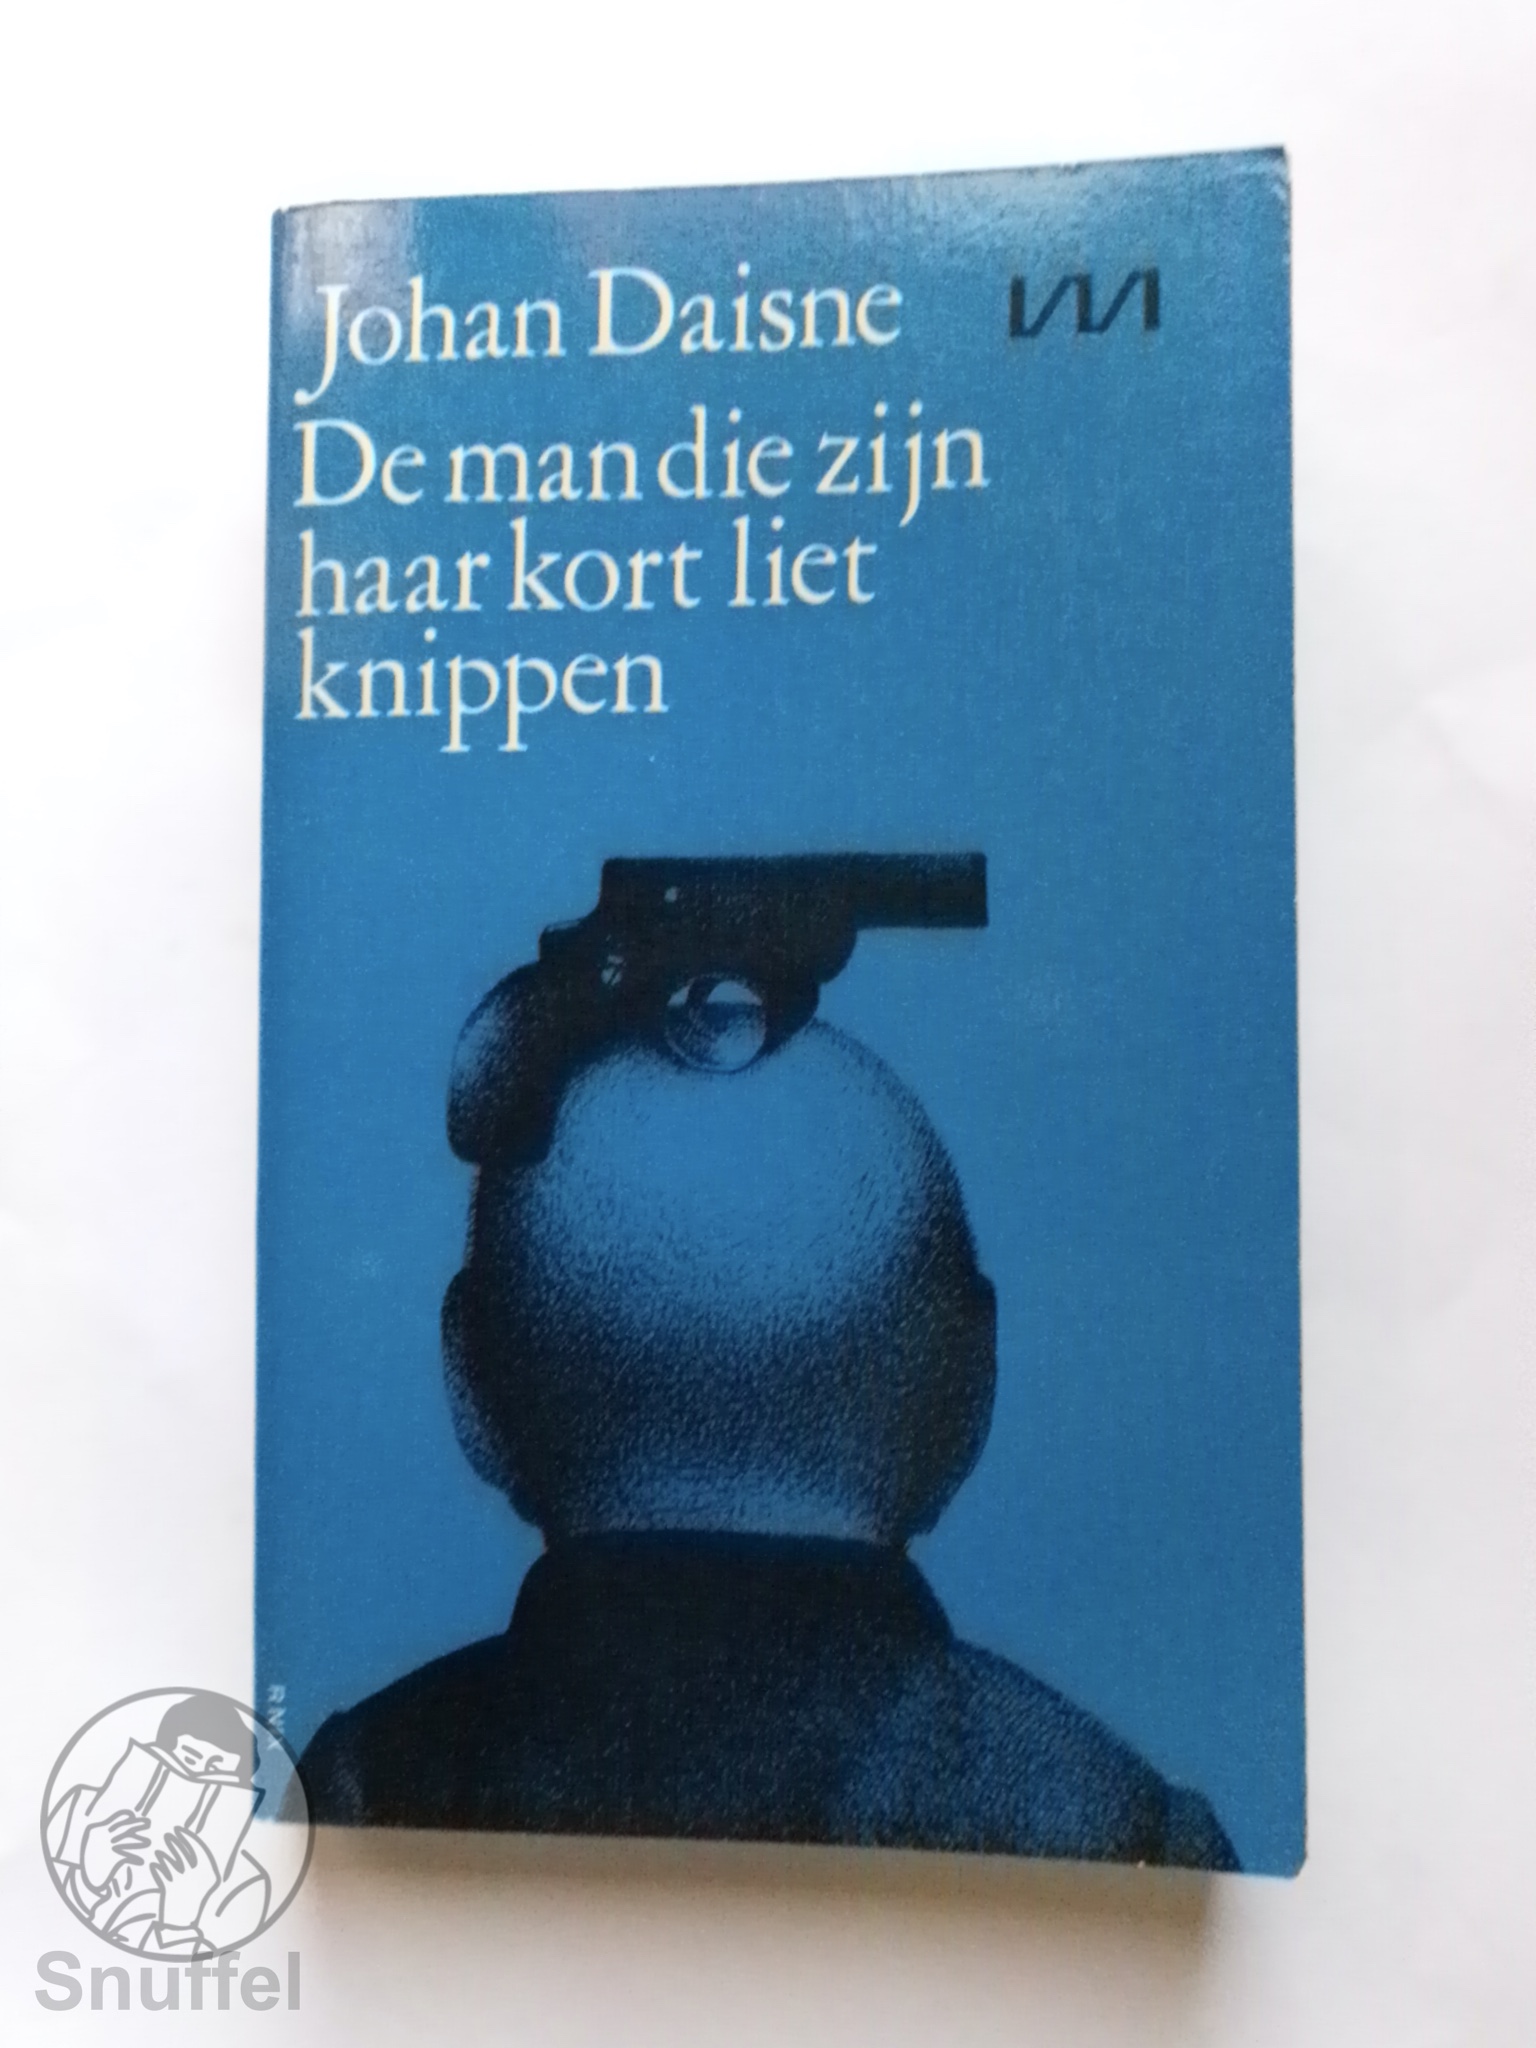 Johan Daisne
De man die zijn
haar kort liet
knippen
Snuffel